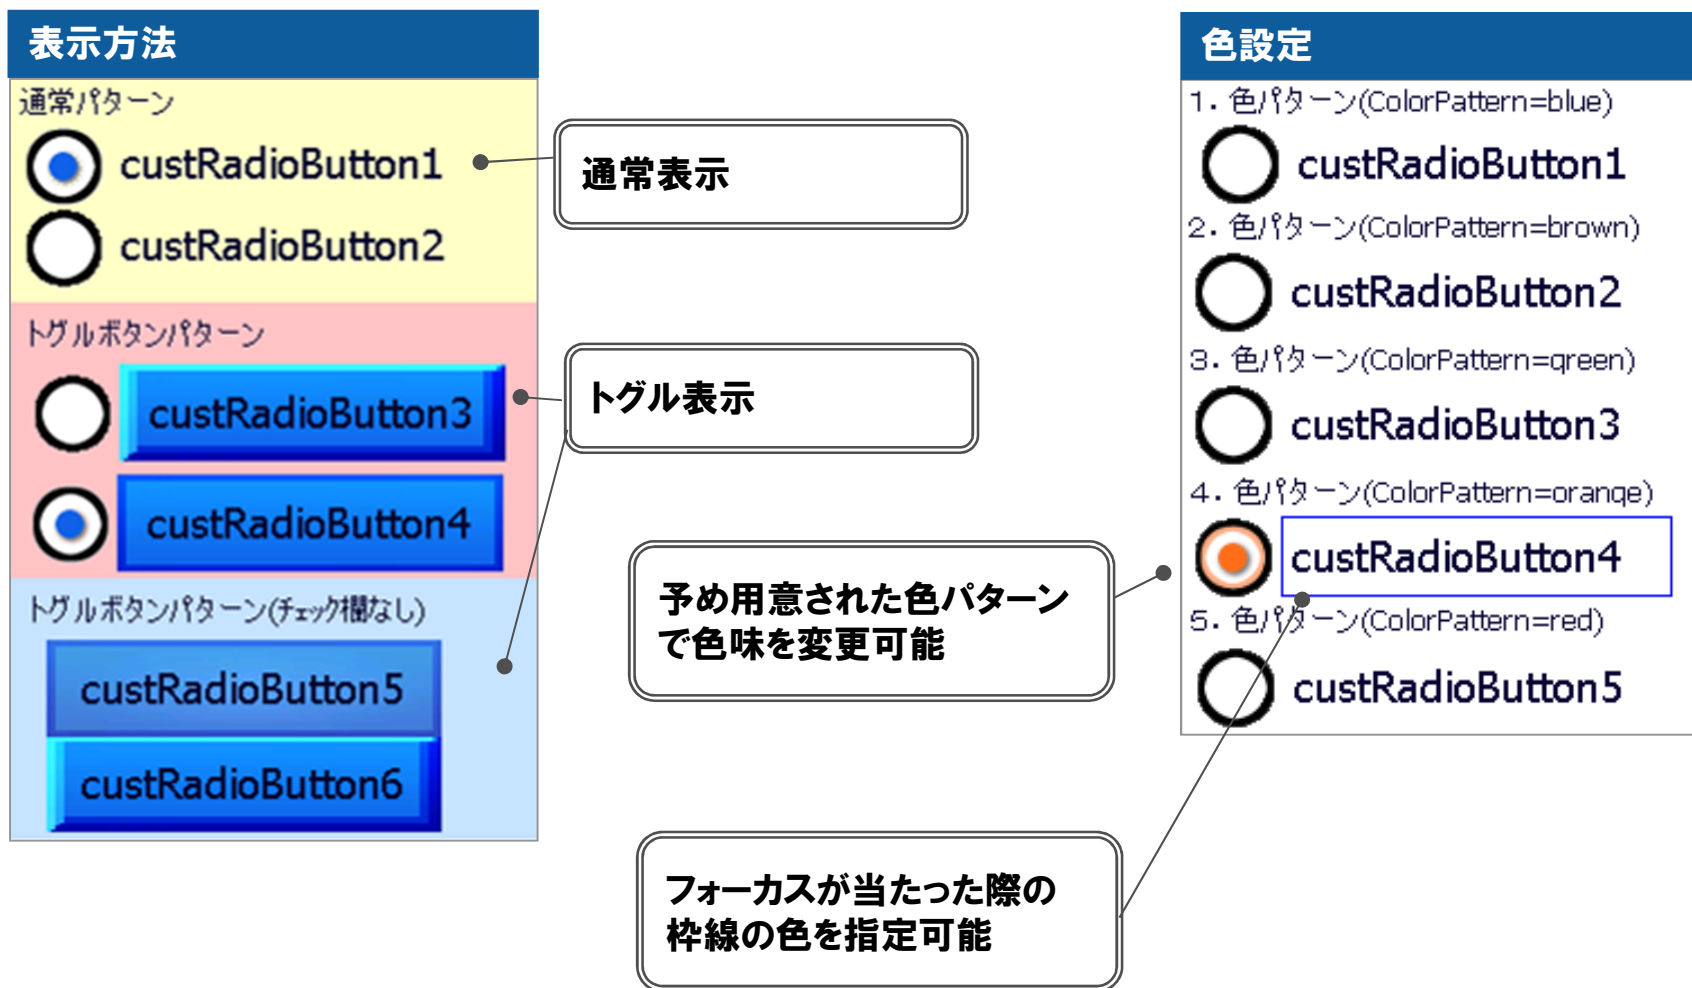 表示方法
通常パターン
custRadioButton1
custRadioButton2
トグルボタンパターン
custRadioButton3
custRadioButton4
トグルボタンパターン(チェック欄なし)
custRadioButton5
custRadioButton6
通常表示
トグル表示
予め用意された色パターン
で色味を変更可能
フォーカスが当たった際の
枠線の色を指定可能
色設定
1. 色パターン(ColorPattern=blue)
custRadioButton1
2. 色パターン(ColorPattern=brown)
custRadioButton2
3. 色パターン(ColorPattern=green)
custRadioButton3
4. 色パターン(ColorPattern=orange)
custRadioButton4
5. 色パターン(ColorPattern=red)
custRadioButton5